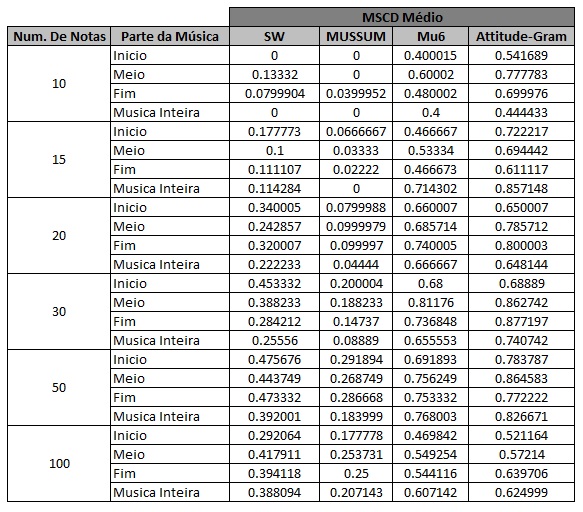 MSCD Médio
Num. De Notas Parte da Música SW MUSSUM Mu6 Attitude-Gram
10 Inicio 0 0 0.400015 0.541689
Meio 0.13332 0 0.60002 0.777783
Fim 0.0799904 0.0399952 0.480002 0.699976
Musica Inteira 0 0 0.4 0.444433
15 Inicio 0.177773 0.0666667 0.466667 0.722217
Meio 0.1 0.03333 0.53334 0.694442
Fim 0.111107 0.02222 0.466673 0.611117
Musica Inteira 0.114284 0 0.714302 0.857148
20 Inicio 0.340005 0.0799988 0.660007 0.650007
Meio 0.242857 0.0999979 0.685714 0.785712
Fim 0.320007 0.099997 0.740005 0.800003
Musica Inteira 0.222233 0.04444 0.666667 0.648144
30 Inicio 0.453332 0.200004 0.68 0.68889
Meio 0.388233 0.188233 0.81176 0.862742
Fim 0.284212 0.14737 0.736848 0.877197
Musica Inteira 0.25556 0.08889 0.655553 0.740742
50 Inicio 0.475676 0.291894 0.691893 0.783787
Meio 0.443749 0.268749 0.756249 0.864583
Fim 0.473332 0.286668 0.753332 0.772222
Musica Inteira 0.392001 0.183999 0.768003 0.826671
100 Inicio 0.292064 0.177778 0.469842 0.521164
Meio 0.417911 0.253731 0.549254 0.57214
Fim 0.394118 0.25 0.544116 0.639706
Musica Inteira 0.388094 0.207143 0.607142 0.624999